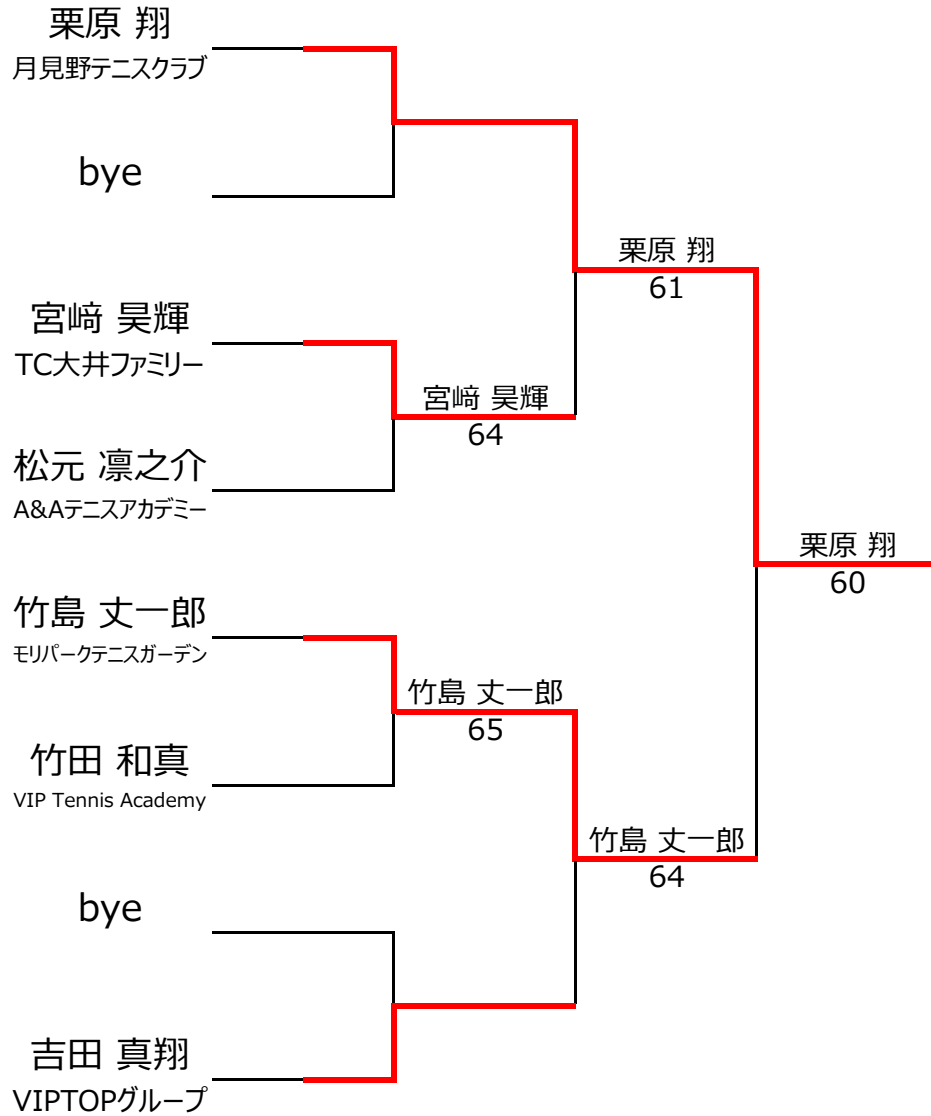 栗原 翔
月見野テニスクラブ
bye
宮﨑 昊輝
TC大井ファミリー
松元 凛之介
A&Aテニスアカデミー
竹島 丈一郎
モリパークテニスガーデン
竹田 和真
VIP Tennis Academy
bye
吉田 真翔
VIPTOPグループ
宮﨑 昊輝
64
竹島 丈一郎
65
栗原 翔
61
竹島 丈一郎
64
栗原 翔
60